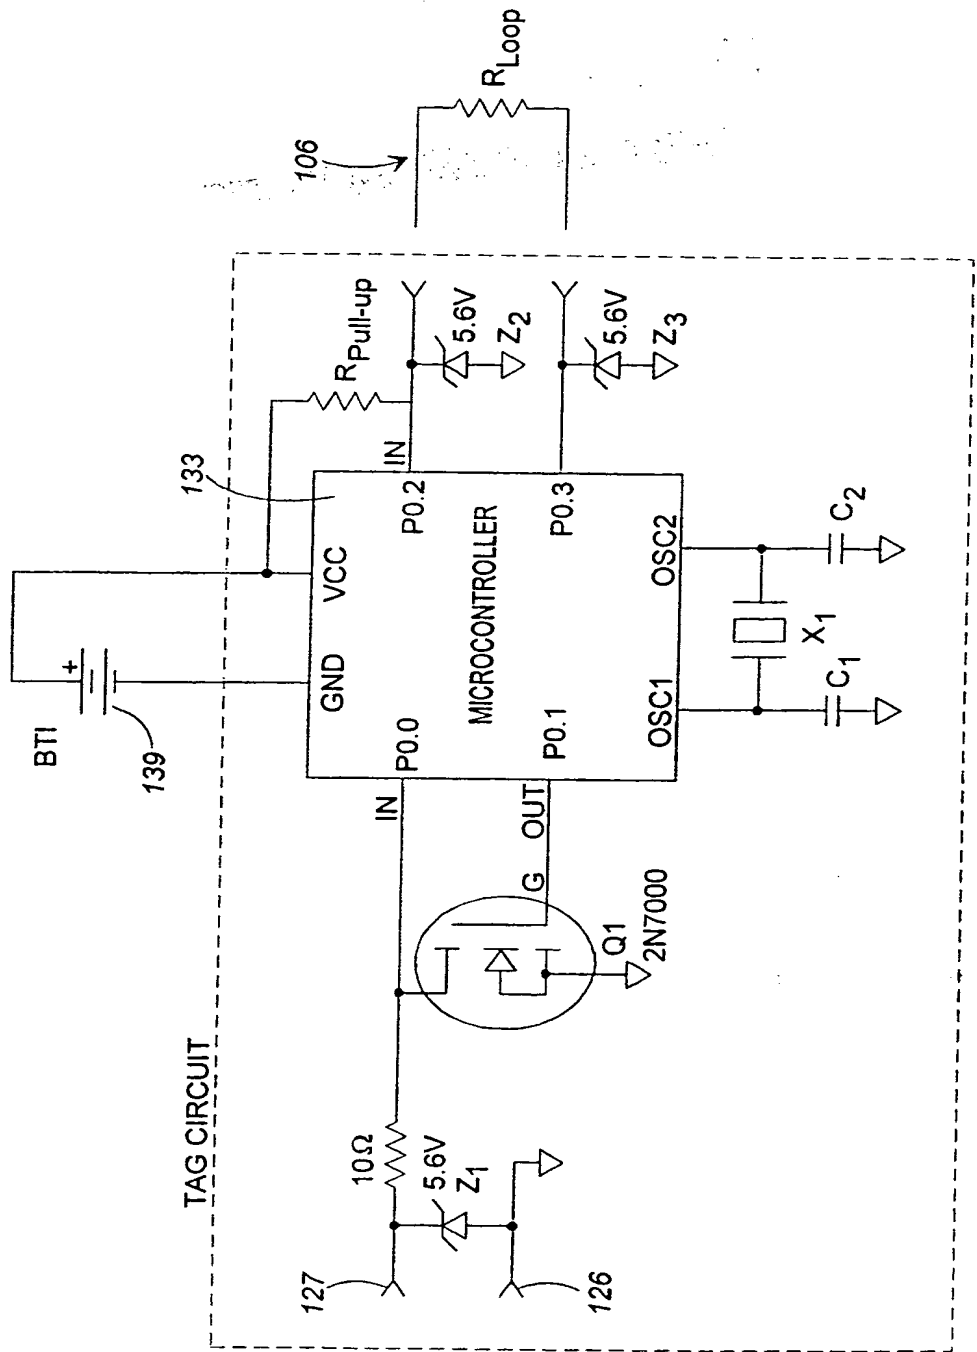 TAG CIRCUIT
BTI
+
139
133
106
GND
VCC
R Pull-up
R Loop
127
10Ω
5.6V
Z1
126
IN
P0.0
MICROCONTROLLER
P0.2
IN
5.6V
Z2
G
OUT
P0.1
P0.3
5.6V
Z3
Q1
2N7000
OSC1
OSC2
C1
X1
C2